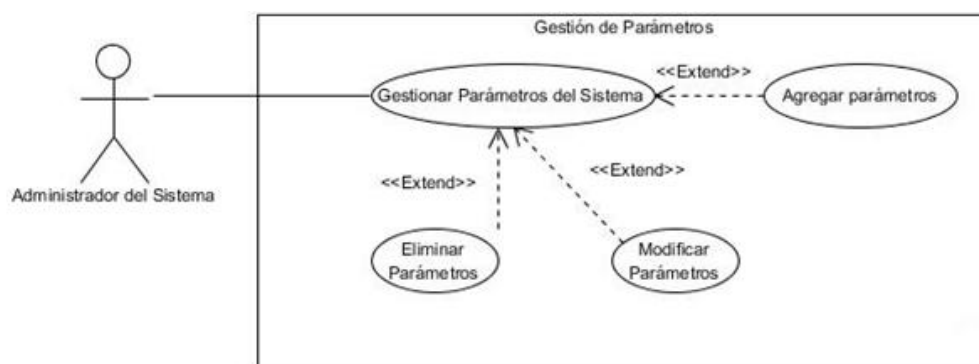 Gestión de Parámetros
<<Extend>>
Gestionar Parámetros del Sistema
Agregar parámetros
Administrador del Sistema
<<Extend>>
<<Extend>>
Eliminar
Parámetros
Modificar
Parámetros